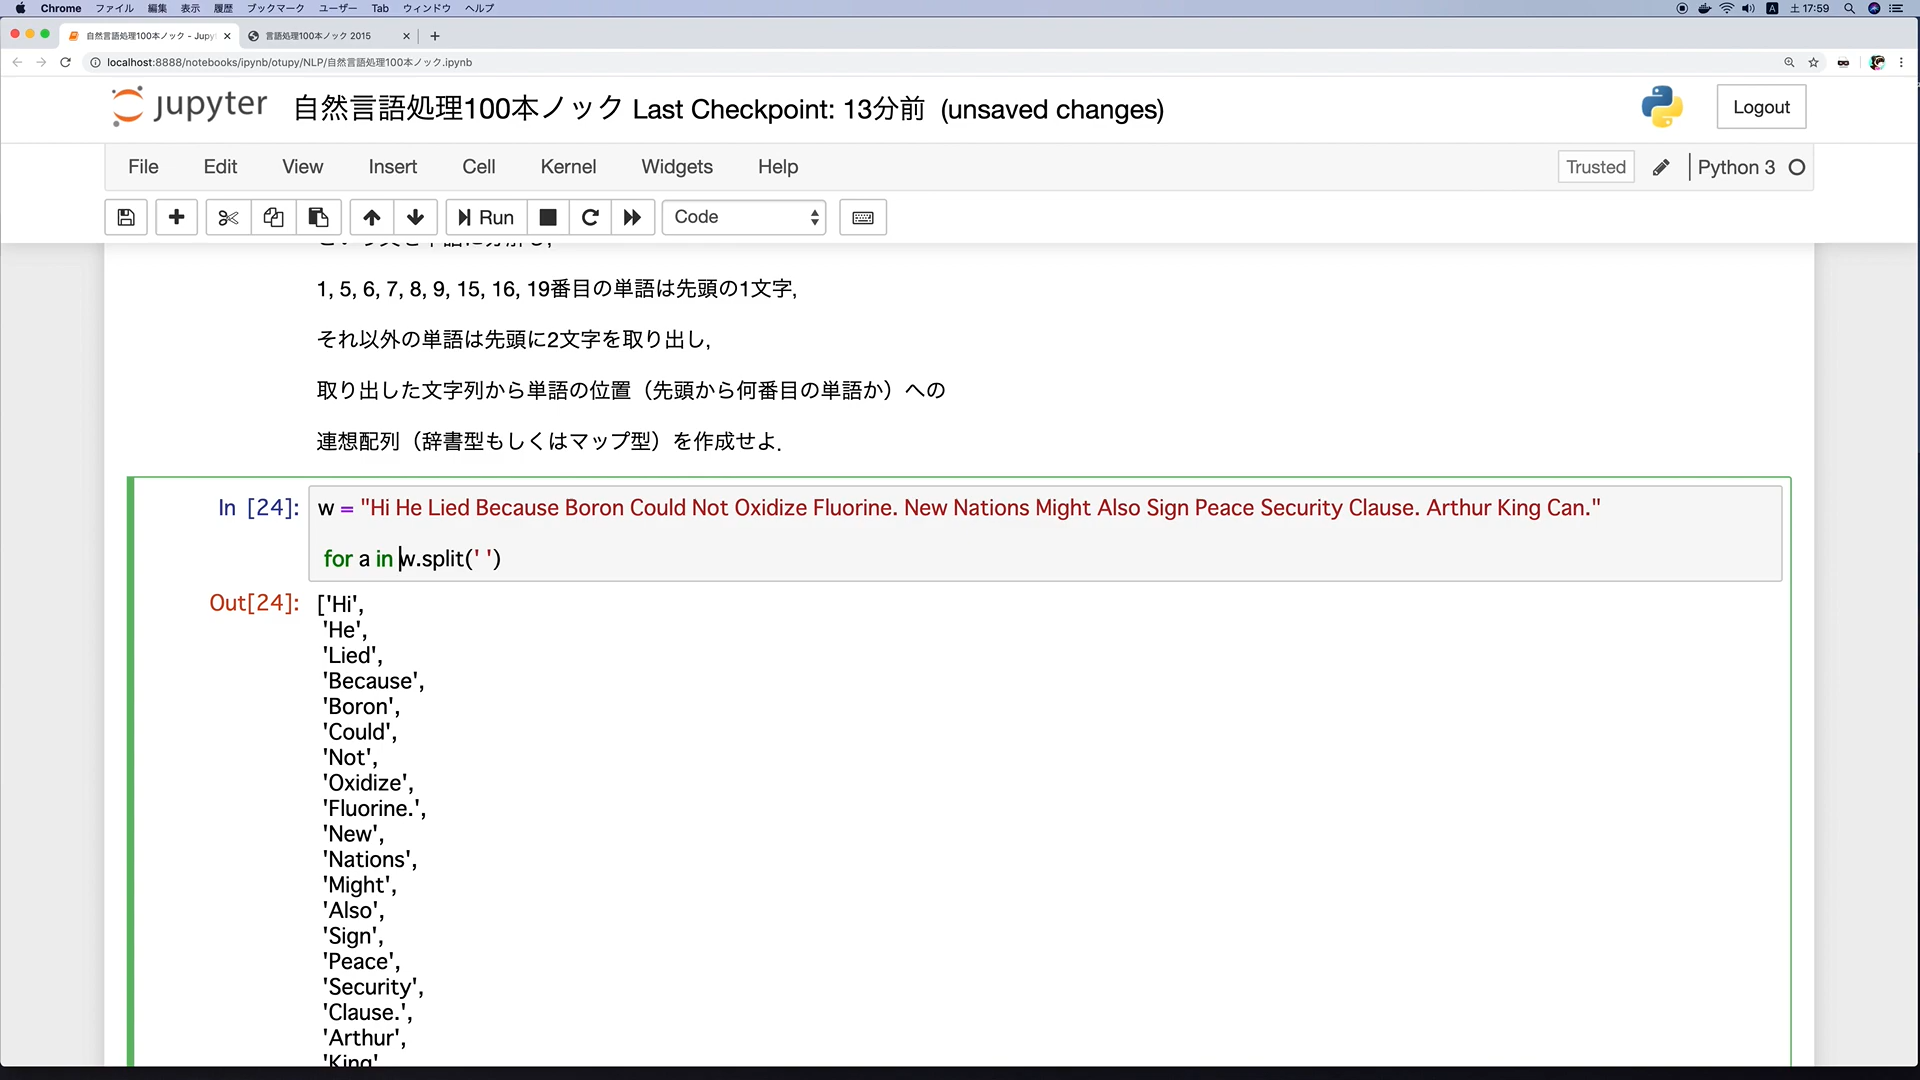 Chrome ファイル 編集 表示 履歴 ブックマーク ユーザー Tab ウィンドウ ヘルプ A 土17:59
自然言語処理100本ノック - Jupy 言語処理100本ノック 2015
localhost:8888/notebooks/ipynb/otupy/NLP/自然言語処理100本ノック.ipynb
jupyter 自然言語処理100本ノック Last Checkpoint: 13分前 (unsaved changes) Logout
File Edit View Insert Cell Kernel Widgets Help Trusted Python 3
Run Code
1, 5, 6, 7, 8, 9, 15, 16, 19番目の単語は先頭の1文字,
それ以外の単語は先頭に2文字を取り出し,
取り出した文字列から単語の位置（先頭から何番目の単語か）への
連想配列（辞書型もしくはマップ型）を作成せよ.
In [24]: w = "Hi He Lied Because Boron Could Not Oxidize Fluorine. New Nations Might Also Sign Peace Security Clause. Arthur King Can."
for a in w.split(' ')
Out[24]: ['Hi',
'He',
'Lied',
'Because',
'Boron',
'Could',
'Not',
'Oxidize',
'Fluorine.',
'New',
'Nations',
'Might',
'Also',
'Sign',
'Peace',
'Security',
'Clause.',
'Arthur',
'King'